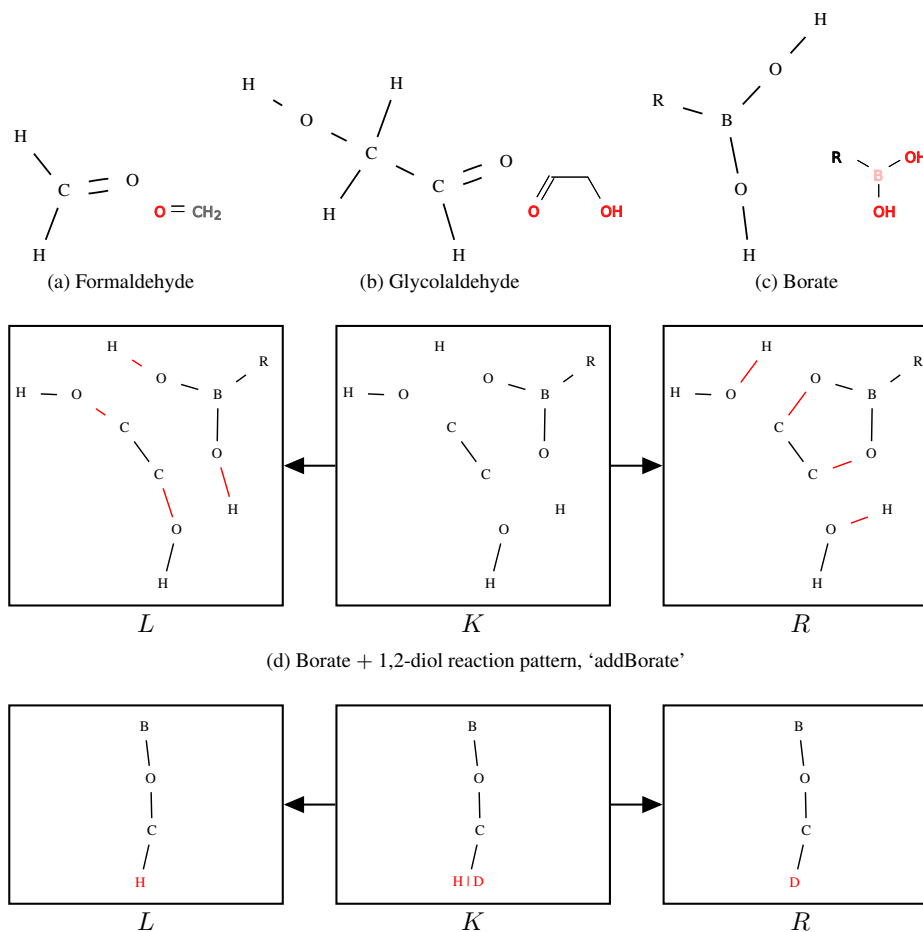 H
H
H
O
H
O
R
B
H
C
O
O
C
H
O = CH₂
H
C
O
H
H
O
OH
R
B
OH
OH
O
H
(a) Formaldehyde
(b) Glycolaldehyde
(c) Borate
H
R
H
O
O
B
C
O
C
H
O
H
H
R
H
O
O
B
C
O
C
H
O
H
H
R
H
O
O
B
C
O
C
H
O
H
L
K
R
(d) Borate + 1,2-diol reaction pattern, ‘addBorate’
B
O
C
H
B
O
C
H | D
B
O
C
D
L
K
R